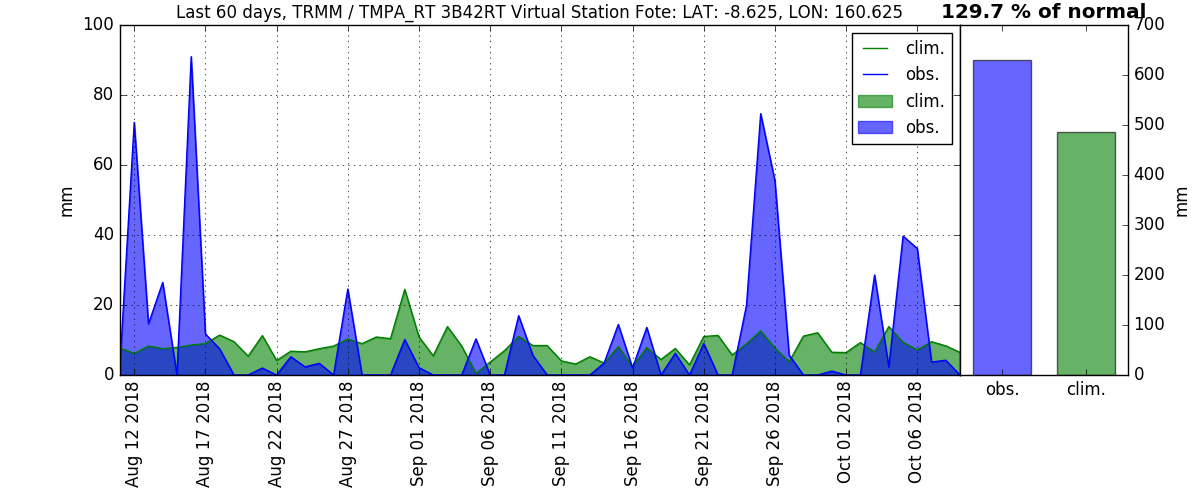 Last 60 days, TRMM / TMPA_RT 3B42RT Virtual Station Fote: LAT: -8.625, LON: 160.625
129.7 % of normal
100
80
60
40
20
0
mm
clim.
obs.
clim.
obs.
Aug 12 2018
Aug 17 2018
Aug 22 2018
Aug 27 2018
Sep 01 2018
Sep 06 2018
Sep 11 2018
Sep 16 2018
Sep 21 2018
Sep 26 2018
Oct 01 2018
Oct 06 2018
700
600
500
400
300
200
100
0
mm
obs.
clim.